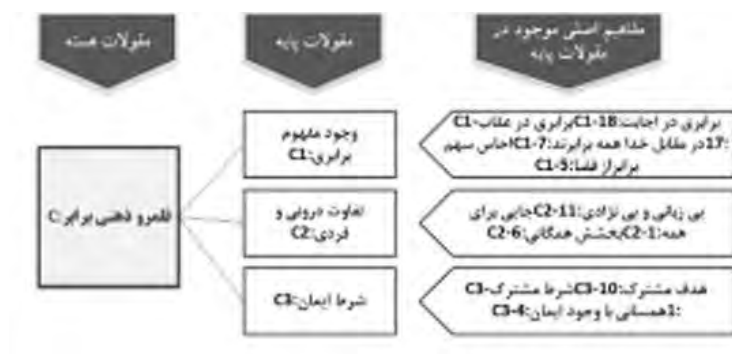 مفاهیم اصلی موجود در
مقولات پایه
مقولات پایه
مقولات هسته
برابری در اجابت:C1-18برابری در عقاب-C1
:17در مقابل خدا همه برابرند:C1-7احساس سهم
برابراز فضا:C1-5
وجود مفهوم
برابری:C1
بی زبانی و بی نژادی:C2-11جایی برای
همه:C2-1بخشش همگانی:C2-6
تفاوت درونی و
فردی:C2
قلمرو ذهنی برابر:C
هدف مشترک:C3-10شرط مشترک-C3
:1همسانی با وجود ایمان:C3-4
شرط ایمان:C3